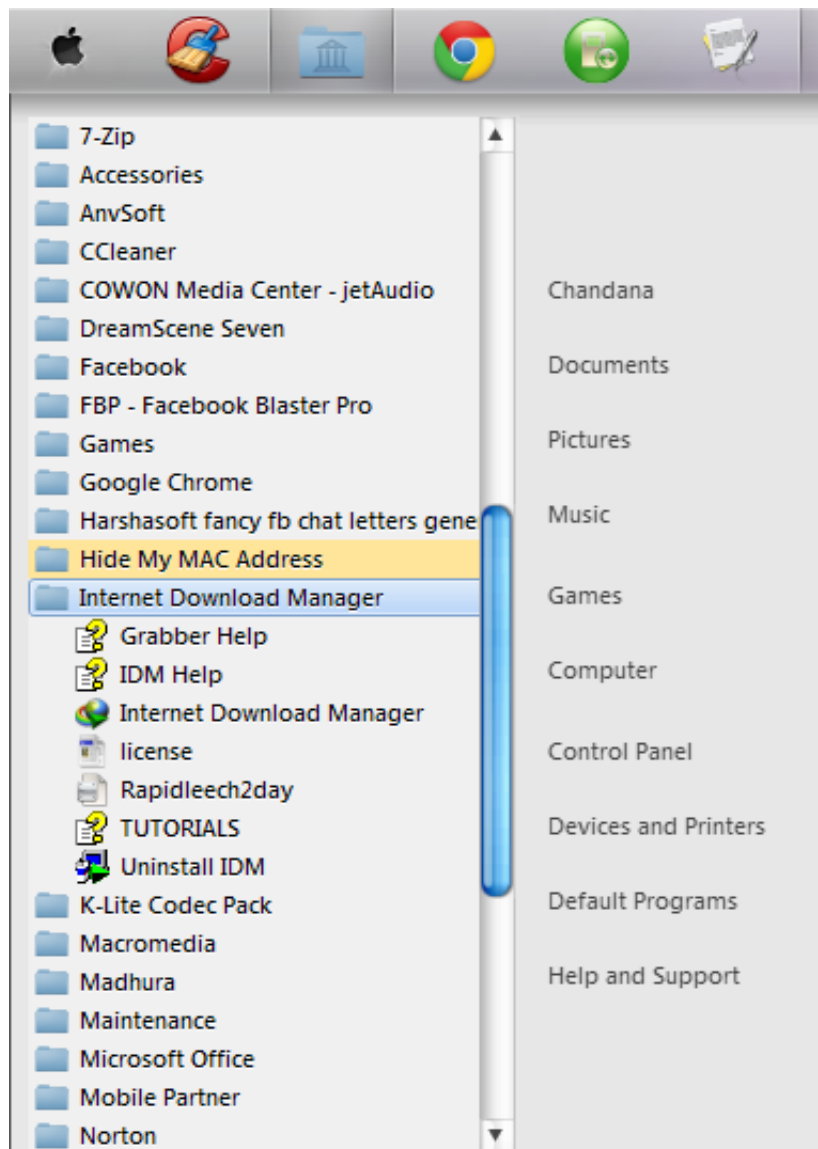 7-Zip
Accessories
AnvSoft
CCleaner
COWON Media Center - jetAudio
DreamScene Seven
Facebook
FBP - Facebook Blaster Pro
Games
Google Chrome
Harshasoft fancy fb chat letters gene
Hide My MAC Address
Internet Download Manager
Grabber Help
IDM Help
Internet Download Manager
license
Rapidleech2day
TUTORIALS
Uninstall IDM
K-Lite Codec Pack
Macromedia
Madhura
Maintenance
Microsoft Office
Mobile Partner
Norton
Chandana
Documents
Pictures
Music
Games
Computer
Control Panel
Devices and Printers
Default Programs
Help and Support